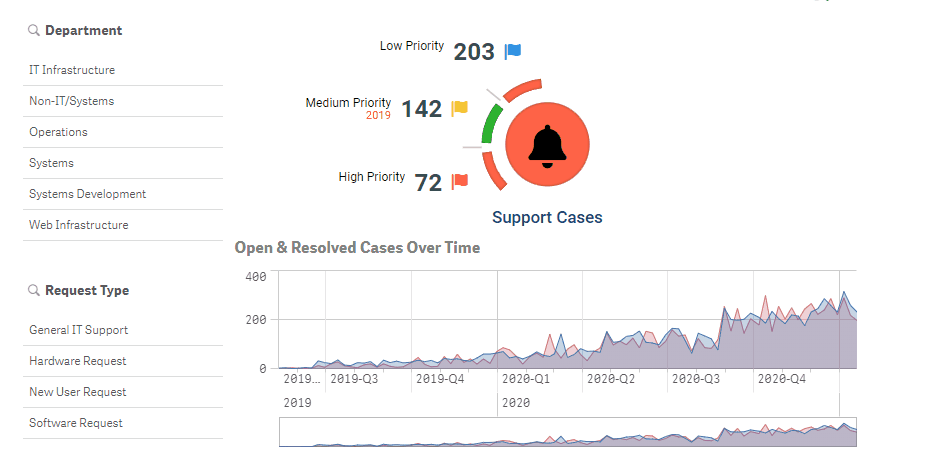 Department
IT Infrastructure
Non-IT/Systems
Operations
Systems
Systems Development
Web Infrastructure
Request Type
General IT Support
Hardware Request
New User Request
Software Request
Low Priority 203
Medium Priority 142
2019
High Priority 72
Support Cases
Open & Resolved Cases Over Time
400
200
0
2019... 2019-Q3 2019-Q4 2020-Q1 2020-Q2 2020-Q3 2020-Q4
2019 2020